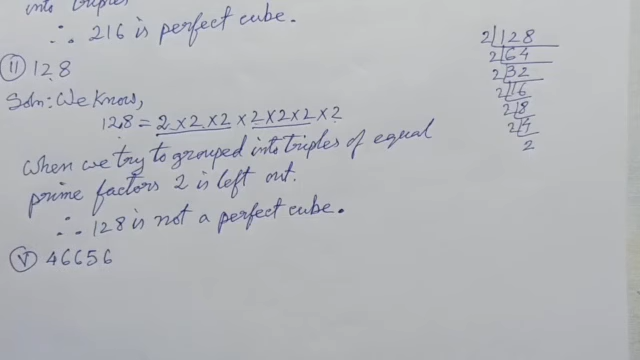 into triples
∴ 216 is perfect cube.
(ii) 128
Soln: We know,
128 = 2 × 2 × 2 × 2 × 2 × 2 × 2
When we try to grouped into triples of equal
prime factors 2 is left out.
∴ 128 is not a perfect cube.
(v) 46656
2 128
2 64
2 32
2 16
2 8
2 4
2